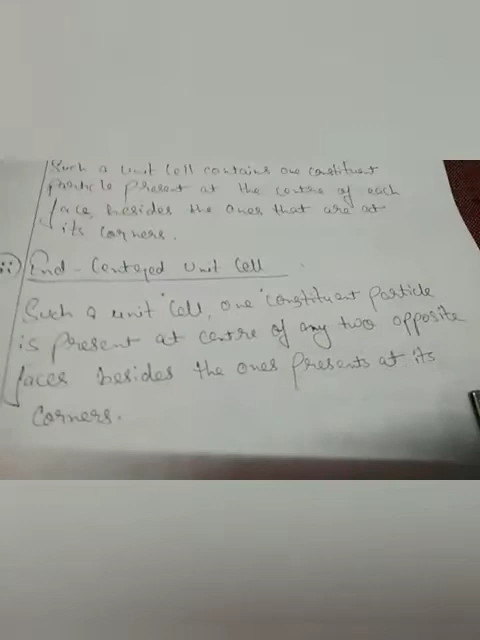 Such a unit cell contains one constituent
particle present at the centre of each
face, besides the ones that are at
its corners.
iii) End-Centered Unit Cell
Such a unit cell, one constituent particle
is present at centre of any two opposite
faces besides the ones presents at its
corners.